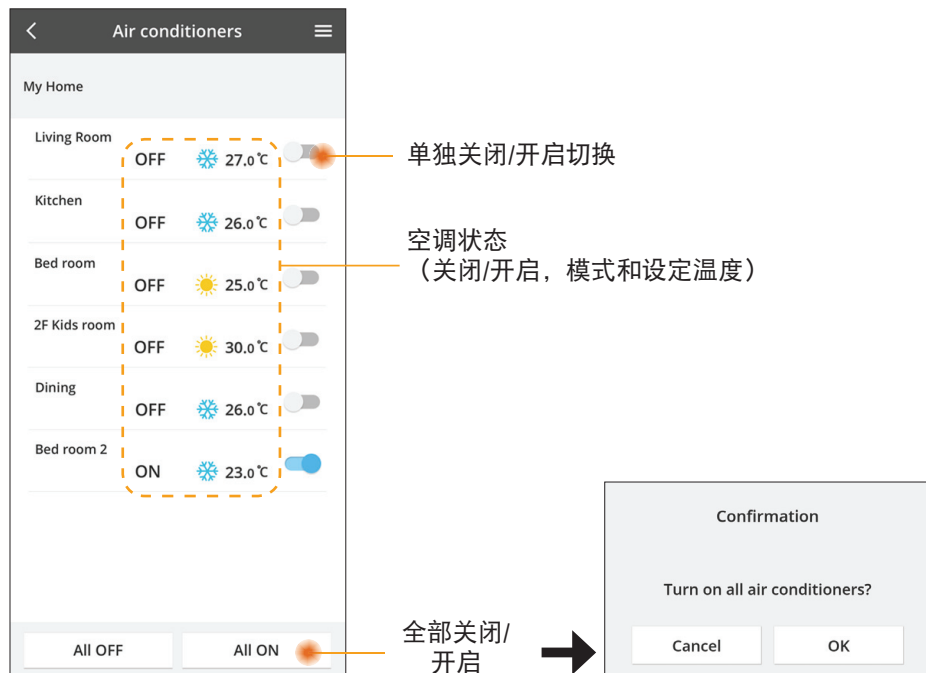 Air conditioners
My Home
Living Room
OFF 27.0℃
Kitchen
OFF 26.0℃
Bed room
OFF 25.0℃
2F Kids room
OFF 30.0℃
Dining
OFF 26.0℃
Bed room 2
ON 23.0℃
All OFF All ON
单独关闭/开启切换
空调状态
（关闭/开启，模式和设定温度）
全部关闭/
开启
Confirmation
Turn on all air conditioners?
Cancel OK